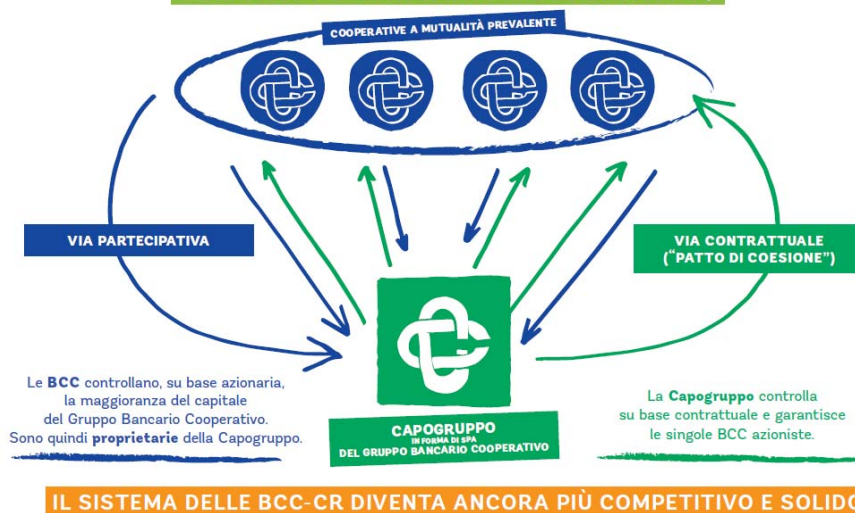 COOPERATIVE A MUTUALITÀ PREVALENTE
VIA PARTECIPATIVA
VIA CONTRATTUALE
(“PATTO DI COESIONE”)
Le BCC controllano, su base azionaria,
la maggioranza del capitale
del Gruppo Bancario Cooperativo.
Sono quindi proprietarie della Capogruppo.
CAPOGRUPPO
IN FORMA DI SPA
DEL GRUPPO BANCARIO COOPERATIVO
La Capogruppo controlla
su base contrattuale e garantisce
le singole BCC azioniste.
IL SISTEMA DELLE BCC-CR DIVENTA ANCORA PIÙ COMPETITIVO E SOLIDO